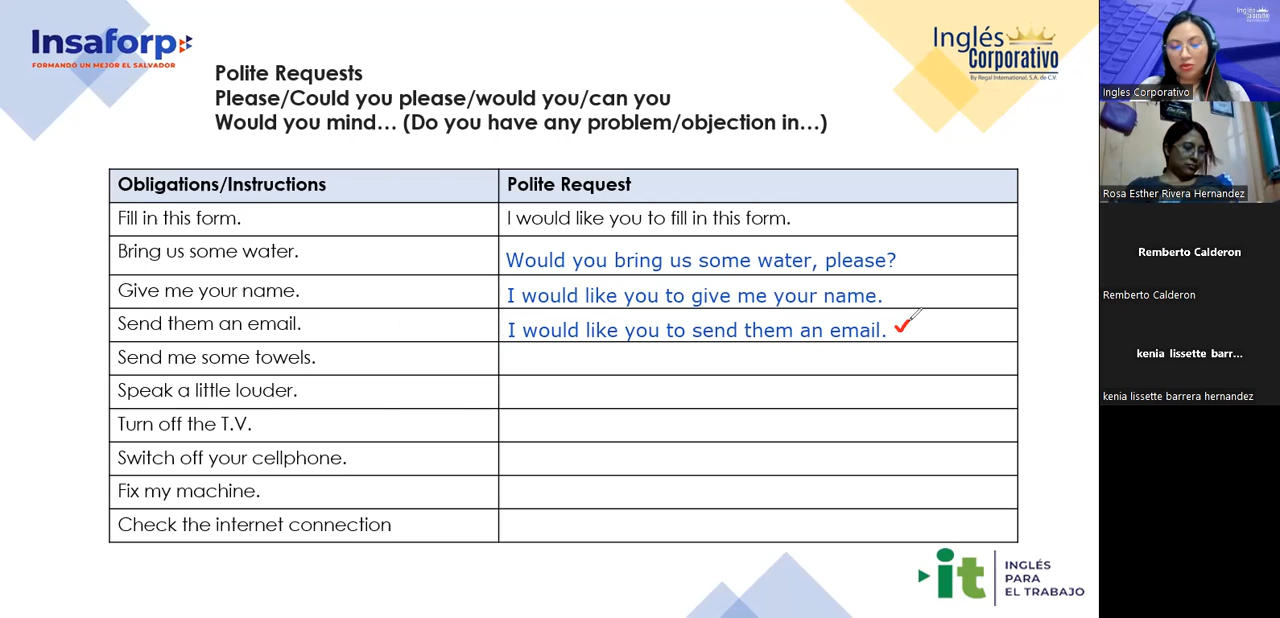 Insaforp
FORMANDO UN MEJOR EL SALVADOR
Inglés
Corporativo
By Regal International, S.A. de C.V.
Polite Requests
Please/Could you please/would you/can you
Would you mind... (Do you have any problem/objection in...)
Obligations/Instructions
Polite Request
Fill in this form.
I would like you to fill in this form.
Bring us some water.
Would you bring us some water, please?
Give me your name.
I would like you to give me your name.
Send them an email.
I would like you to send them an email.
Send me some towels.
Speak a little louder.
Turn off the T.V.
Switch off your cellphone.
Fix my machine.
Check the internet connection
it
INGLÉS
PARA
EL TRABAJO
Ingles Corporativo
Rosa Esther Rivera Hernandez
Remberto Calderon
Remberto Calderon
kenia lissette barr...
kenia lissette barrera hernandez